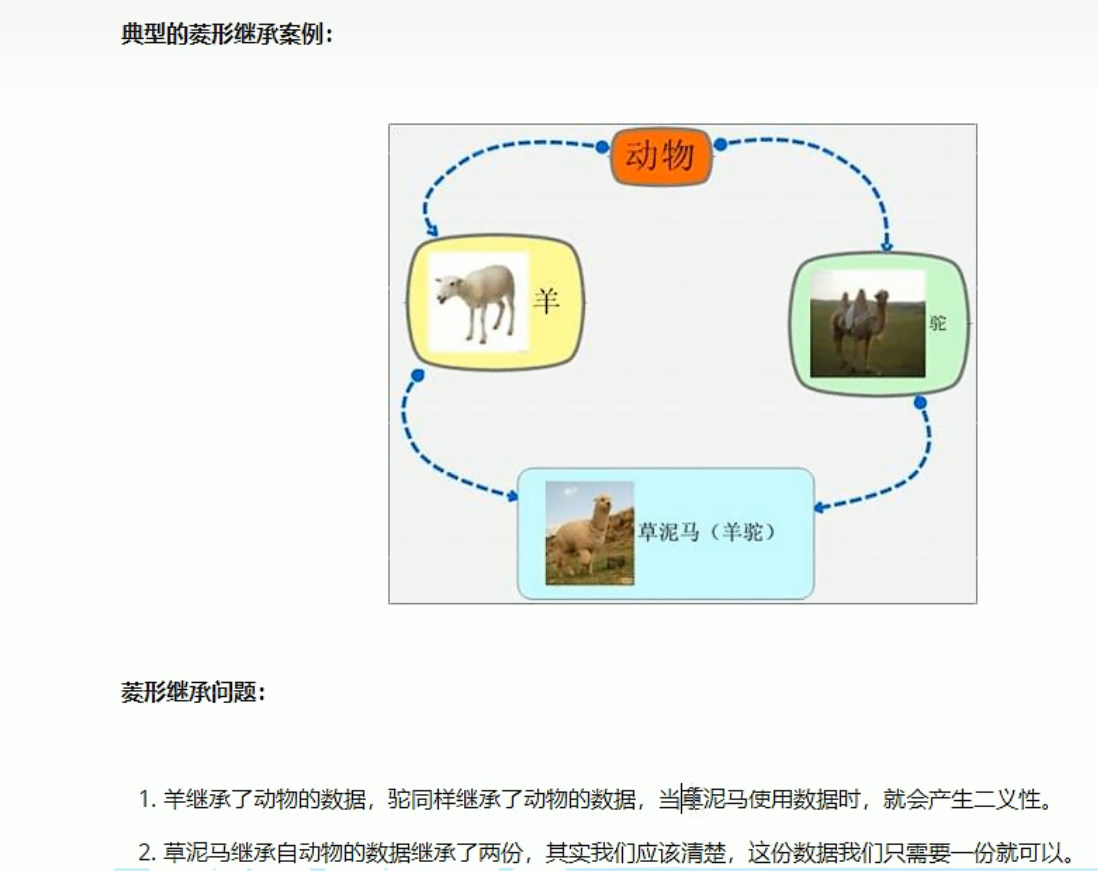 典型的菱形继承案例：
动物
羊
驼
草泥马（羊驼）
菱形继承问题：
1. 羊继承了动物的数据，驼同样继承了动物的数据，当草泥马使用数据时，就会产生二义性。
2. 草泥马继承自动物的数据继承了两份，其实我们应该清楚，这份数据我们只需要一份就可以。